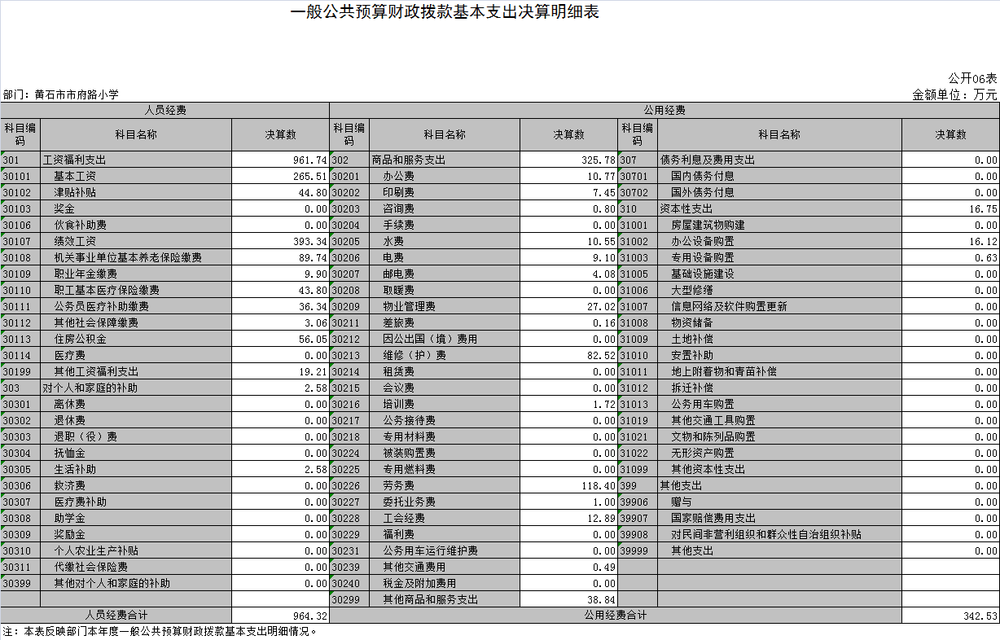 一般公共预算财政拨款基本支出决算明细表
公开06表
部门：黄石市市府路小学 金额单位：万元
人员经费 公用经费
科目编码 科目名称 决算数 科目编码 科目名称 决算数 科目编码 科目名称 决算数
301 工资福利支出 961.74 302 商品和服务支出 325.78 307 债务利息及费用支出 0.00
30101 基本工资 265.51 30201 办公费 10.77 30701 国内债务付息 0.00
30102 津贴补贴 44.80 30202 印刷费 7.45 30702 国外债务付息 0.00
30103 奖金 0.00 30203 咨询费 0.80 310 资本性支出 16.75
30106 伙食补助费 0.00 30204 手续费 0.00 31001 房屋建筑物购建 0.00
30107 绩效工资 393.34 30205 水费 10.55 31002 办公设备购置 16.12
30108 机关事业单位基本养老保险缴费 89.74 30206 电费 9.10 31003 专用设备购置 0.63
30109 职业年金缴费 9.90 30207 邮电费 4.08 31005 基础设施建设 0.00
30110 职工基本医疗保险缴费 43.80 30208 取暖费 0.00 31006 大型修缮 0.00
30111 公务员医疗补助缴费 36.34 30209 物业管理费 27.02 31007 信息网络及软件购置更新 0.00
30112 其他社会保障缴费 3.06 30211 差旅费 0.16 31008 物资储备 0.00
30113 住房公积金 56.05 30212 因公出国（境）费用 0.00 31009 土地补偿 0.00
30114 医疗费 0.00 30213 维修（护）费 82.52 31010 安置补助 0.00
30199 其他工资福利支出 19.21 30214 租赁费 0.00 31011 地上附着物和青苗补偿 0.00
303 对个人和家庭的补助 2.58 30215 会议费 0.00 31012 拆迁补偿 0.00
30301 离休费 0.00 30216 培训费 1.72 31013 公务用车购置 0.00
30302 退休费 0.00 30217 公务接待费 0.00 31019 其他交通工具购置 0.00
30303 退职（役）费 0.00 30218 专用材料费 0.00 31021 文物和陈列品购置 0.00
30304 抚恤金 0.00 30224 被装购置费 0.00 31022 无形资产购置 0.00
30305 生活补助 2.58 30225 专用燃料费 0.00 31099 其他资本性支出 0.00
30306 救济费 0.00 30226 劳务费 118.40 399 其他支出 0.00
30307 医疗费补助 0.00 30227 委托业务费 1.00 39906 赠与 0.00
30308 助学金 0.00 30228 工会经费 12.89 39907 国家赔偿费用支出 0.00
30309 奖励金 0.00 30229 福利费 0.00 39908 对民间非营利组织和群众性自治组织补贴 0.00
30310 个人农业生产补贴 0.00 30231 公务用车运行维护费 0.00 39999 其他支出 0.00
30311 代缴社会保险费 0.00 30239 其他交通费用 0.49
30399 其他对个人和家庭的补助 0.00 30240 税金及附加费用 0.00
30299 其他商品和服务支出 38.84
人员经费合计 964.32 公用经费合计 342.53
注：本表反映部门本年度一般公共预算财政拨款基本支出明细情况。